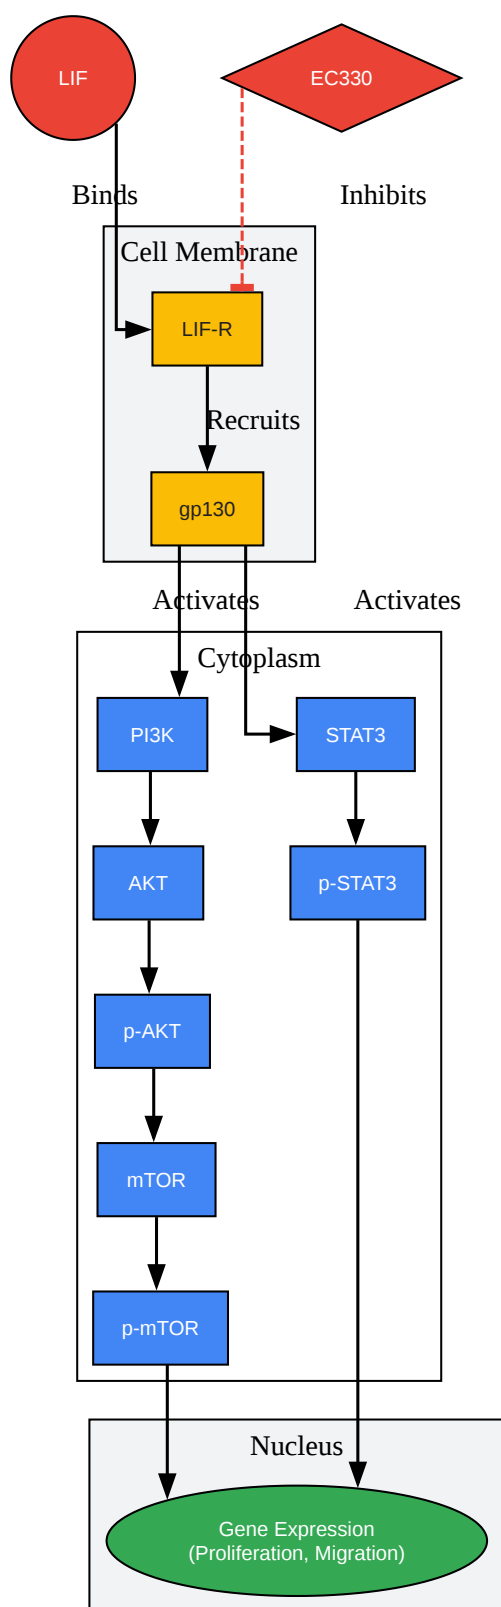 LIF
EC330
Binds
Inhibits
Cell Membrane
LIF-R
Recruits
gp130
Activates
Activates
Cytoplasm
PI3K
STAT3
AKT
p-STAT3
p-AKT
mTOR
p-mTOR
Nucleus
Gene Expression
(Proliferation, Migration)